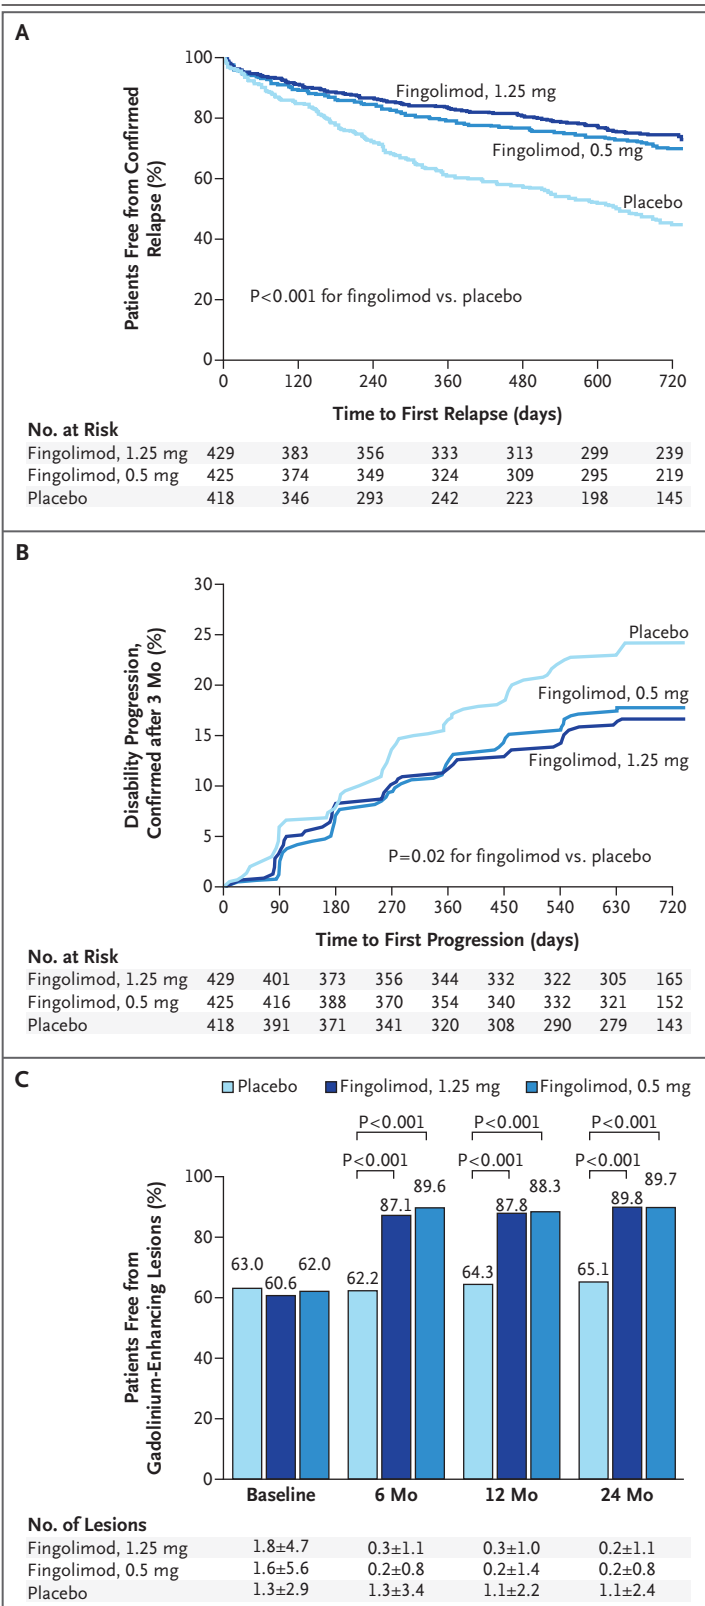 A
Patients Free from Confirmed
Relapse (%)
100
80
60
40
20
0
Fingolimod, 1.25 mg
Fingolimod, 0.5 mg
Placebo
P<0.001 for fingolimod vs. placebo
0 120 240 360 480 600 720
Time to First Relapse (days)
No. at Risk
Fingolimod, 1.25 mg 429 383 356 333 313 299 239
Fingolimod, 0.5 mg 425 374 349 324 309 295 219
Placebo 418 346 293 242 223 198 145
B
Disability Progression,
Confirmed after 3 Mo (%)
30
25
20
15
10
5
0
Placebo
Fingolimod, 0.5 mg
Fingolimod, 1.25 mg
P=0.02 for fingolimod vs. placebo
0 90 180 270 360 450 540 630 720
Time to First Progression (days)
No. at Risk
Fingolimod, 1.25 mg 429 401 373 356 344 332 322 305 165
Fingolimod, 0.5 mg 425 416 388 370 354 340 332 321 152
Placebo 418 391 371 341 320 308 290 279 143
C
Placebo Fingolimod, 1.25 mg Fingolimod, 0.5 mg
Patients Free from
Gadolinium-Enhancing Lesions (%)
P<0.001 P<0.001 P<0.001
P<0.001 P<0.001 P<0.001
100
80
60
40
20
0
63.0 60.6 62.0
62.2 87.1 89.6
64.3 87.8 88.3
65.1 89.8 89.7
Baseline 6 Mo 12 Mo 24 Mo
No. of Lesions
Fingolimod, 1.25 mg 1.8±4.7 0.3±1.1 0.3±1.0 0.2±1.1
Fingolimod, 0.5 mg 1.6±5.6 0.2±0.8 0.2±1.4 0.2±0.8
Placebo 1.3±2.9 1.3±3.4 1.1±2.2 1.1±2.4